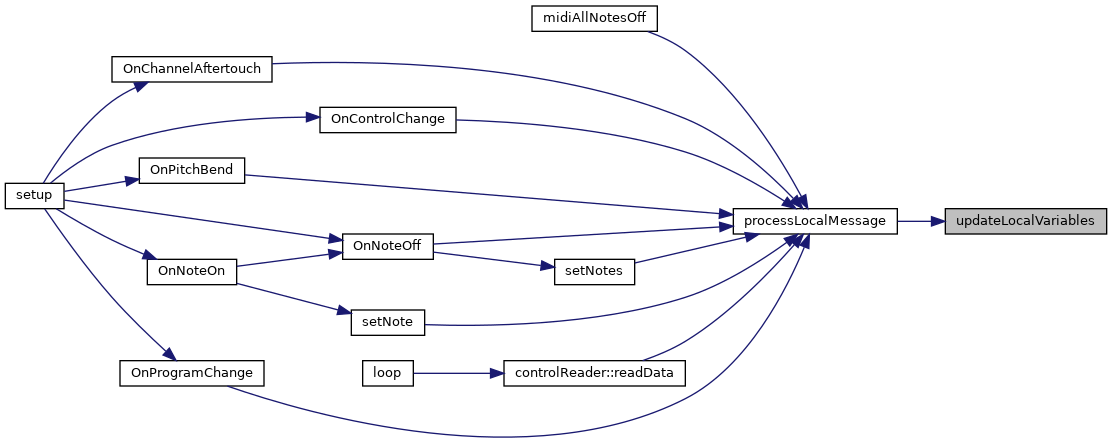 midiAllNotesOff
OnChannelAftertouch
OnControlChange
OnPitchBend
setup
processLocalMessage
updateLocalVariables
OnNoteOff
OnNoteOn
setNotes
setNote
OnProgramChange
loop
controlReader::readData